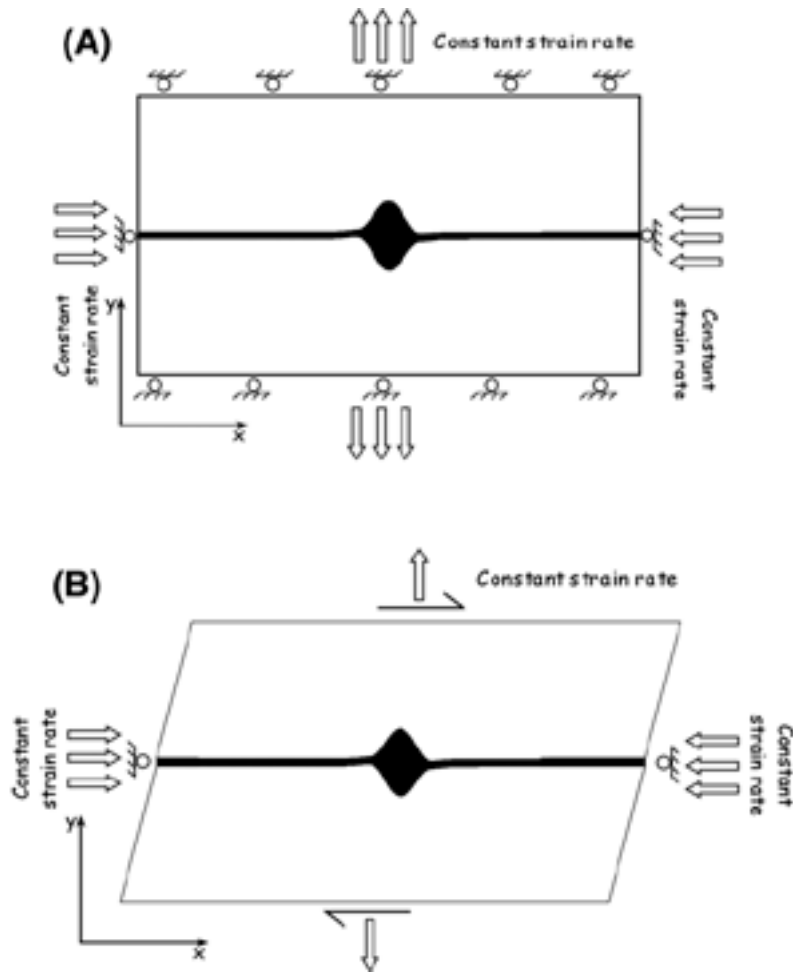 (A)
Constant strain rate
Constant
strain rate
y
x
Constant
strain rate
(B)
Constant strain rate
Constant
strain rate
y
x
Constant
strain rate